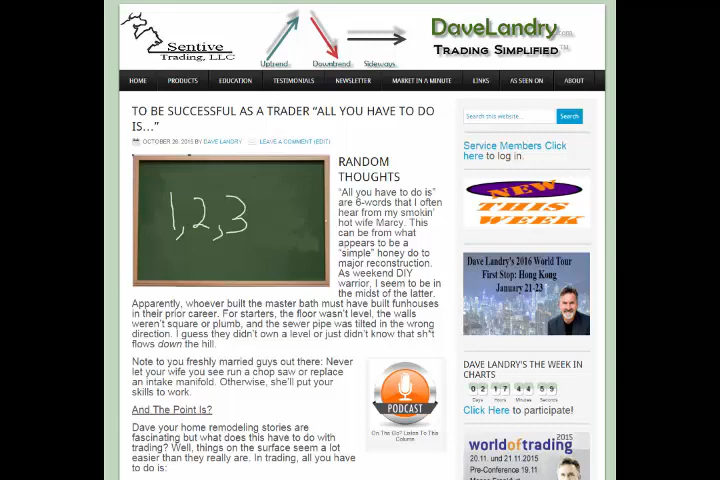 Sentive
Trading, LLC
Uptrend
Downtrend
Sideways
DaveLandry.com
TRADING SIMPLIFIED™
HOME
PRODUCTS
EDUCATION
TESTIMONIALS
NEWSLETTER
MARKET IN A MINUTE
LINKS
AS SEEN ON
ABOUT
TO BE SUCCESSFUL AS A TRADER “ALL YOU HAVE TO DO
IS…”
OCTOBER 26, 2015 BY DAVE LANDRY LEAVE A COMMENT (EDIT)
1,2,3
RANDOM
THOUGHTS
“All you have to do is”
are 6-words that I often
hear from my smokin’
hot wife Marcy. This
can be from what
appears to be a
“simple” honey do to
major reconstruction.
As weekend DIY
warrior, I seem to be in
the midst of the latter.
Apparently, whoever built the master bath must have built funhouses
in their prior career. For starters, the floor wasn’t level, the walls
weren’t square or plumb, and the sewer pipe was tilted in the wrong
direction. I guess they didn’t own a level or just didn’t know that sh*t
flows down the hill.
Note to you freshly married guys out there: Never
let your wife you see run a chop saw or replace
an intake manifold. Otherwise, she’ll put your
skills to work.
And The Point Is?
Dave your home remodeling stories are
fascinating but what does this have to do with
trading? Well, things on the surface seem a lot
easier than they really are. In trading, all you have
to do is:
PODCAST
On The Go? Listen To This
Column
Search this website…
Search
Service Members Click
here to log in.
NEW
THIS
WEEK
Dave Landry's 2016 World Tour
First Stop: Hong Kong
January 21-23
DAVE LANDRY'S THE WEEK IN
CHARTS
02 17 44 59
Days Hours Minutes Seconds
Click Here to participate!
worldoftrading 2015
20.11. und 21.11.2015
Pre-Conference 19.11
Messe Frankfurt